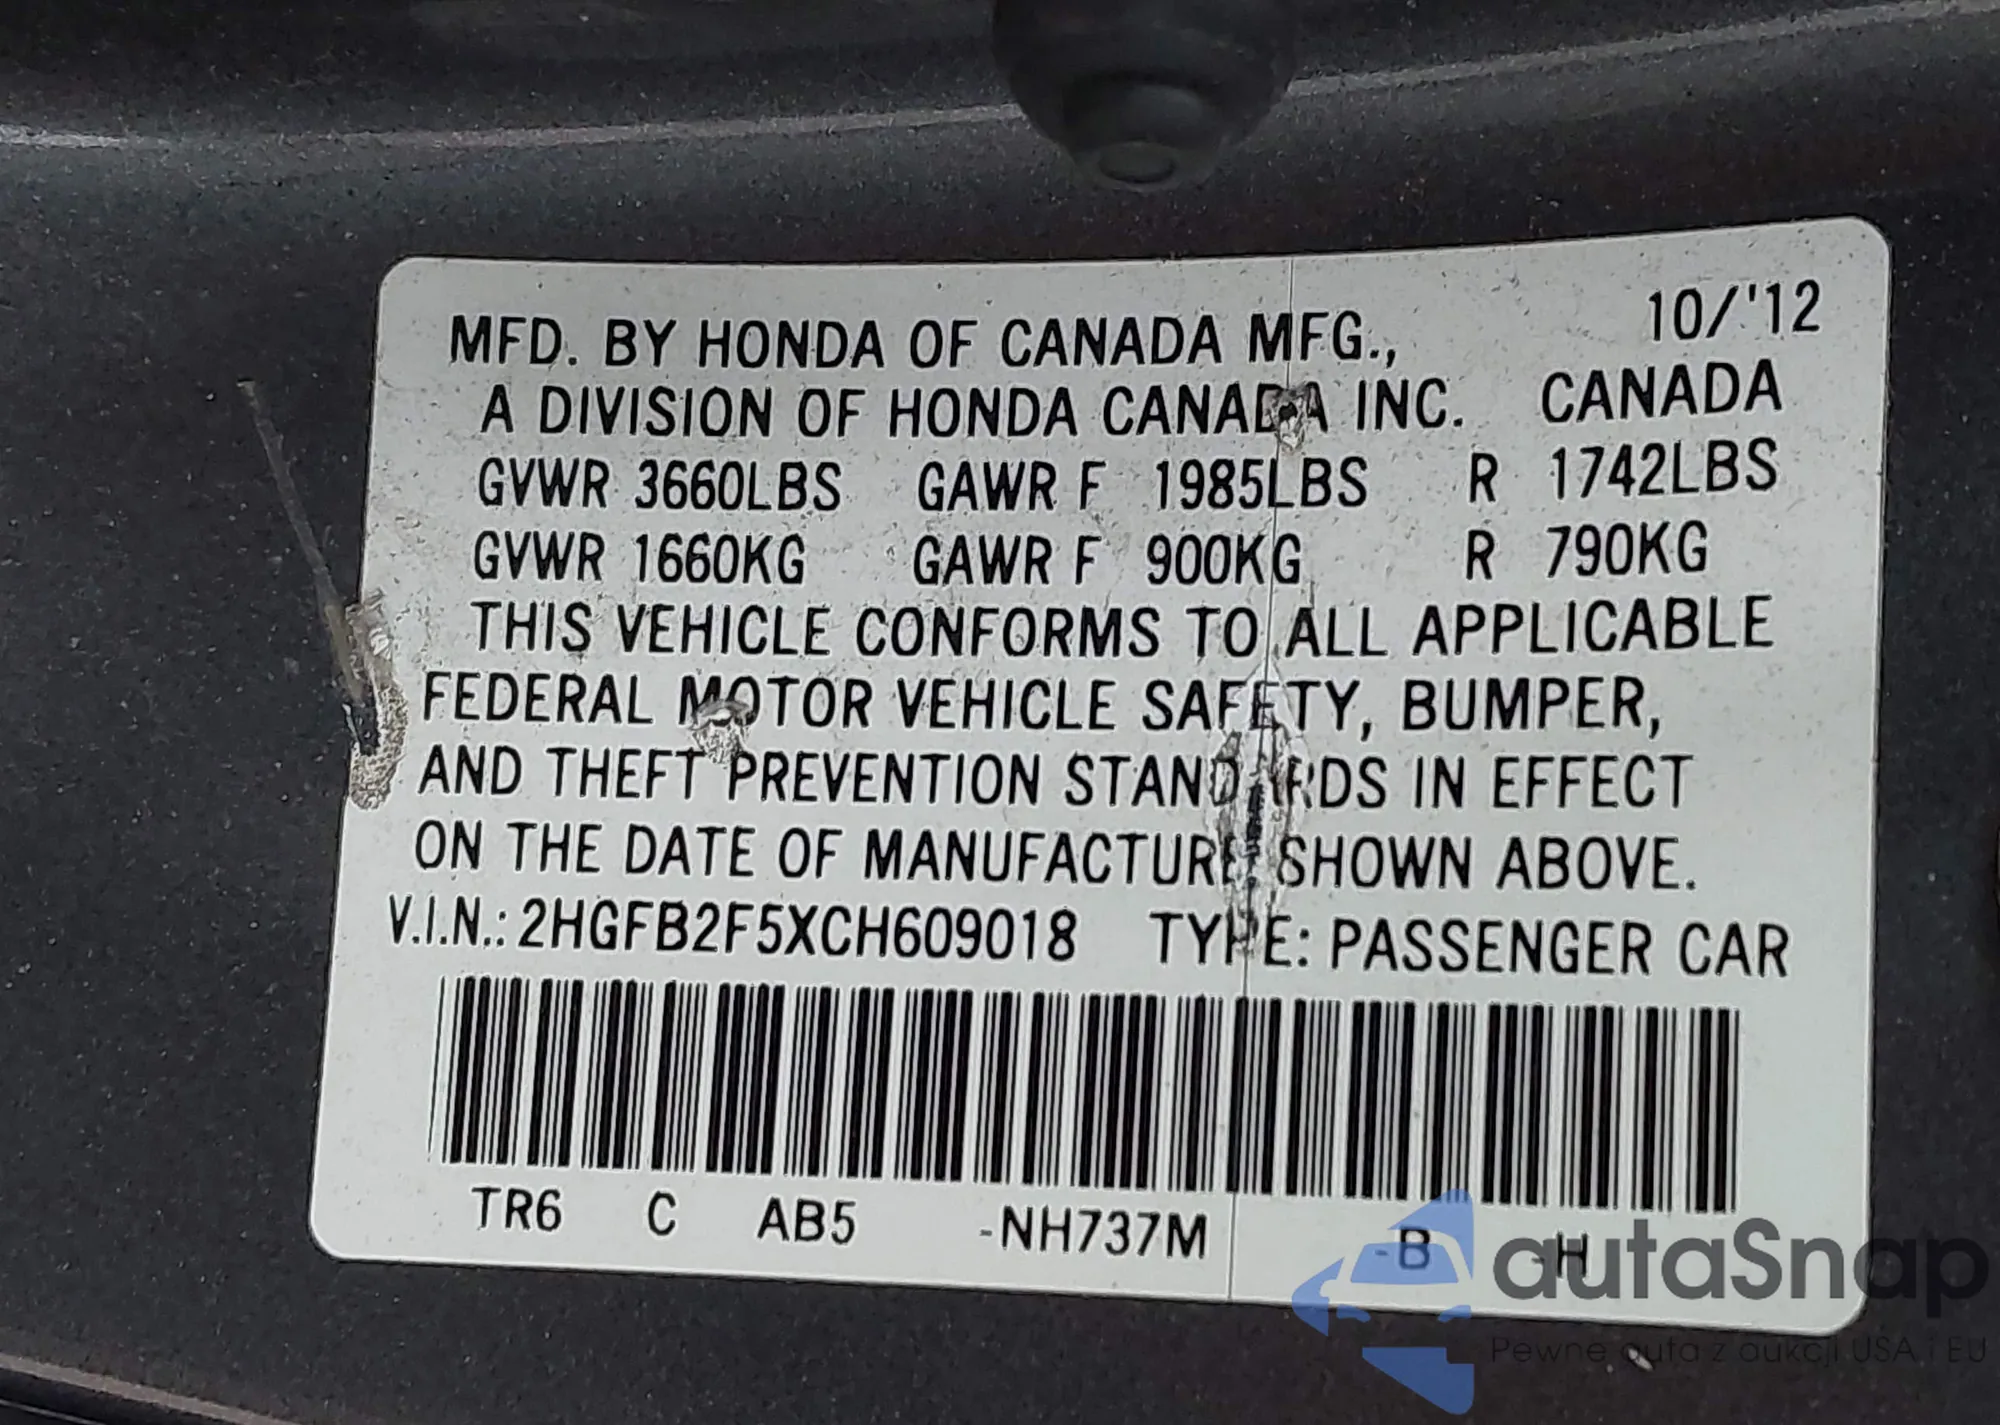 10/'12
MFD. BY HONDA OF CANADA MFG.,
A DIVISION OF HONDA CANADA INC. CANADA
GVWR 3660LBS GAWR F 1985LBS R 1742LBS
GVWR 1660KG GAWR F 900KG R 790KG
THIS VEHICLE CONFORMS TO ALL APPLICABLE
FEDERAL MOTOR VEHICLE SAFETY, BUMPER,
AND THEFT PREVENTION STANDARDS IN EFFECT
ON THE DATE OF MANUFACTURE SHOWN ABOVE.
V.I.N.: 2HGFB2F5XCH609018 TYPE: PASSENGER CAR
TR6 C AB5 -NH737M -B -H
autaSnap
Pewne auta z aukcji USA i EU